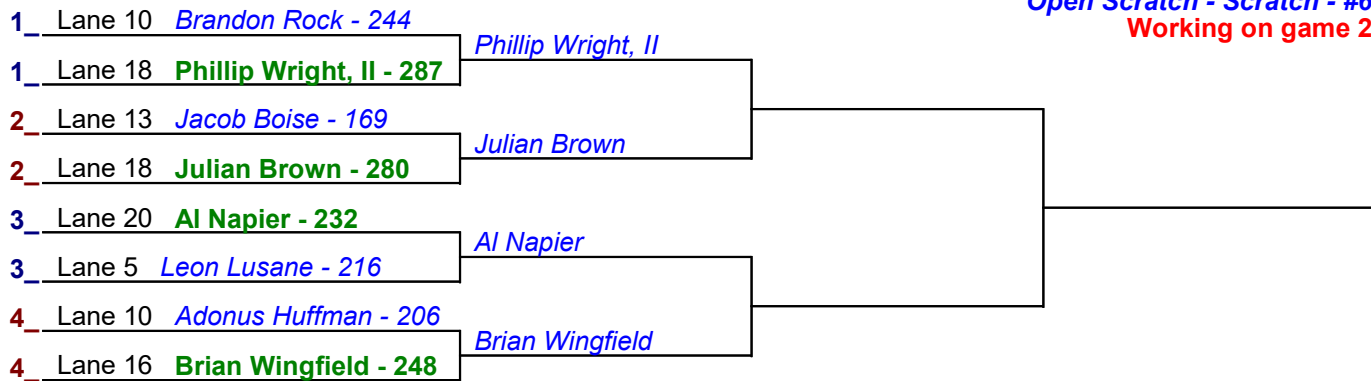 Open Scratch - Scratch - #6
Working on game 2
1_ Lane 10 Brandon Rock - 244
Phillip Wright, II
1_ Lane 18 Phillip Wright, II - 287
2_ Lane 13 Jacob Boise - 169
Julian Brown
2_ Lane 18 Julian Brown - 280
3_ Lane 20 Al Napier - 232
Al Napier
3_ Lane 5 Leon Lusane - 216
4_ Lane 10 Adonus Huffman - 206
Brian Wingfield
4_ Lane 16 Brian Wingfield - 248